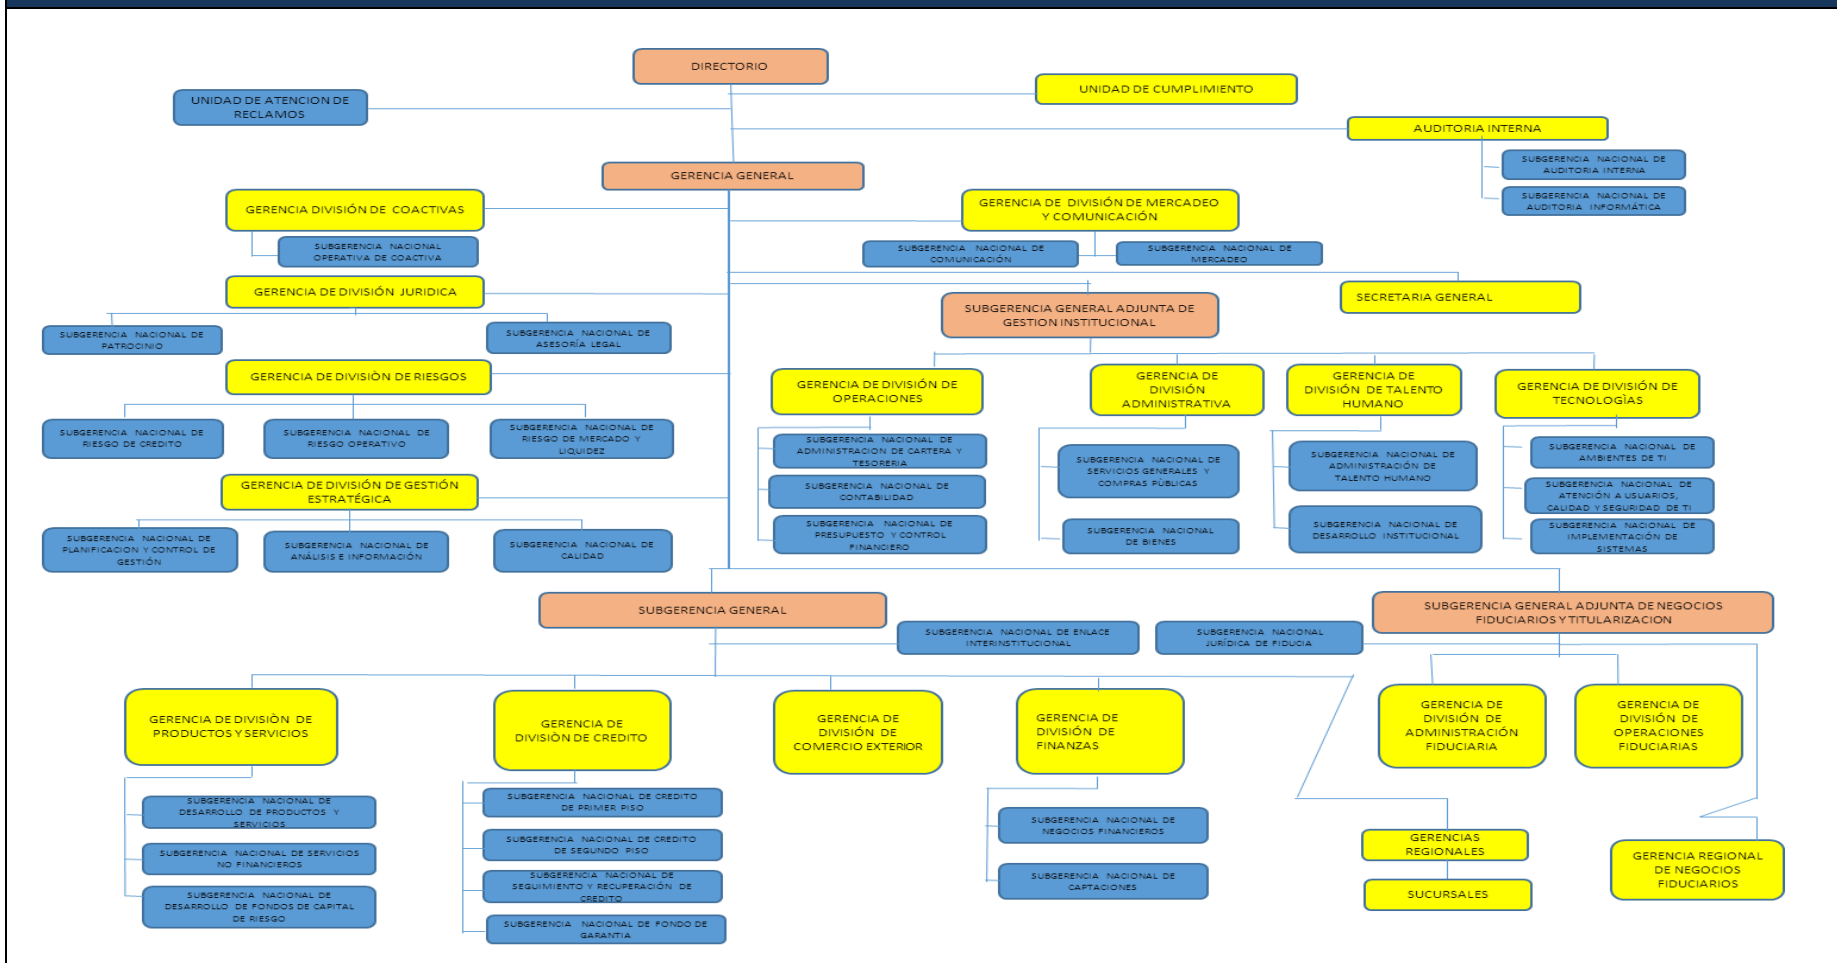 DIRECTORIO
UNIDAD DE CUMPLIMIENTO
UNIDAD DE ATENCION DE
RECLAMOS
AUDITORIA INTERNA
SUBGERENCIA NACIONAL DE
AUDITORIA INTERNA
SUBGERENCIA NACIONAL DE
AUDITORIA INFORMÁTICA
GERENCIA GENERAL
GERENCIA DIVISIÓN DE COACTIVAS
SUBGERENCIA NACIONAL
OPERATIVA DE COACTIVA
GERENCIA DE DIVISIÓN DE MERCADEO
Y COMUNICACIÓN
SUBGERENCIA NACIONAL DE
COMUNICACIÓN
SUBGERENCIA NACIONAL DE
MERCADEO
GERENCIA DE DIVISIÓN JURIDICA
SUBGERENCIA NACIONAL DE
PATROCINIO
SUBGERENCIA NACIONAL DE
ASESORÍA LEGAL
SECRETARIA GENERAL
SUBGERENCIA GENERAL ADJUNTA DE
GESTION INSTITUCIONAL
GERENCIA DE DIVISIÒN DE RIESGOS
SUBGERENCIA NACIONAL DE
RIESGO DE CREDITO
SUBGERENCIA NACIONAL DE
RIESGO OPERATIVO
SUBGERENCIA NACIONAL DE
RIESGO DE MERCADO Y
LIQUIDEZ
GERENCIA DE DIVISIÓN DE
OPERACIONES
SUBGERENCIA NACIONAL DE
ADMINISTRACION DE CARTERA Y
TESORERIA
SUBGERENCIA NACIONAL DE
CONTABILIDAD
SUBGERENCIA NACIONAL DE
PRESUPUESTO Y CONTROL
FINANCIERO
GERENCIA DE
DIVISIÓN
ADMINISTRATIVA
SUBGERENCIA NACIONAL DE
SERVICIOS GENERALES Y
COMPRAS PÙBLICAS
SUBGERENCIA NACIONAL
DE BIENES
GERENCIA DE
DIVISIÓN DE TALENTO
HUMANO
SUBGERENCIA NACIONAL DE
ADMINISTRACIÓN DE
TALENTO HUMANO
SUBGERENCIA NACIONAL DE
DESARROLLO INSTITUCIONAL
GERENCIA DE DIVISIÓN DE
TECNOLOGÌAS
SUBGERENCIA NACIONAL DE
AMBIENTES DE TI
SUBGERENCIA NACIONAL DE
ATENCIÓN A USUARIOS,
CALIDAD Y SEGURIDAD DE TI
SUBGERENCIA NACIONAL DE
IMPLEMENTACIÓN DE
SISTEMAS
GERENCIA DE DIVISIÓN DE GESTIÓN
ESTRATÉGICA
SUBGERENCIA NACIONAL DE
PLANIFICACION Y CONTROL DE
GESTIÓN
SUBGERENCIA NACIONAL DE
ANÁLISIS E INFORMACIÓN
SUBGERENCIA NACIONAL DE
CALIDAD
SUBGERENCIA GENERAL
SUBGERENCIA NACIONAL DE ENLACE
INTERINSTITUCIONAL
SUBGERENCIA NACIONAL
JURÍDICA DE FIDUCIA
SUBGERENCIA GENERAL ADJUNTA DE NEGOCIOS
FIDUCIARIOS Y TITULARIZACION
GERENCIA DE DIVISIÒN DE
PRODUCTOS Y SERVICIOS
SUBGERENCIA NACIONAL DE
DESARROLLO DE PRODUCTOS Y
SERVICIOS
SUBGERENCIA NACIONAL DE SERVICIOS
NO FINANCIEROS
SUBGERENCIA NACIONAL DE
DESARROLLO DE FONDOS DE CAPITAL
DE RIESGO
GERENCIA DE
DIVISIÒN DE CREDITO
SUBGERENCIA NACIONAL DE CREDITO
DE PRIMER PISO
SUBGERENCIA NACIONAL DE CREDITO
DE SEGUNDO PISO
SUBGERENCIA NACIONAL DE
SEGUIMIENTO Y RECUPERACIÓN DE
CREDITO
SUBGERENCIA NACIONAL DE FONDO DE
GARANTIA
GERENCIA DE
DIVISIÓN DE
COMERCIO EXTERIOR
GERENCIA DE
DIVISIÓN DE
FINANZAS
SUBGERENCIA NACIONAL DE
NEGOCIOS FINANCIEROS
SUBGERENCIA NACIONAL DE
CAPTACIONES
GERENCIAS
REGIONALES
SUCURSALES
GERENCIA DE
DIVISIÓN DE
ADMINISTRACIÓN
FIDUCIARIA
GERENCIA DE
DIVISIÓN DE
OPERACIONES
FIDUCIARIAS
GERENCIA REGIONAL
DE NEGOCIOS
FIDUCIARIOS